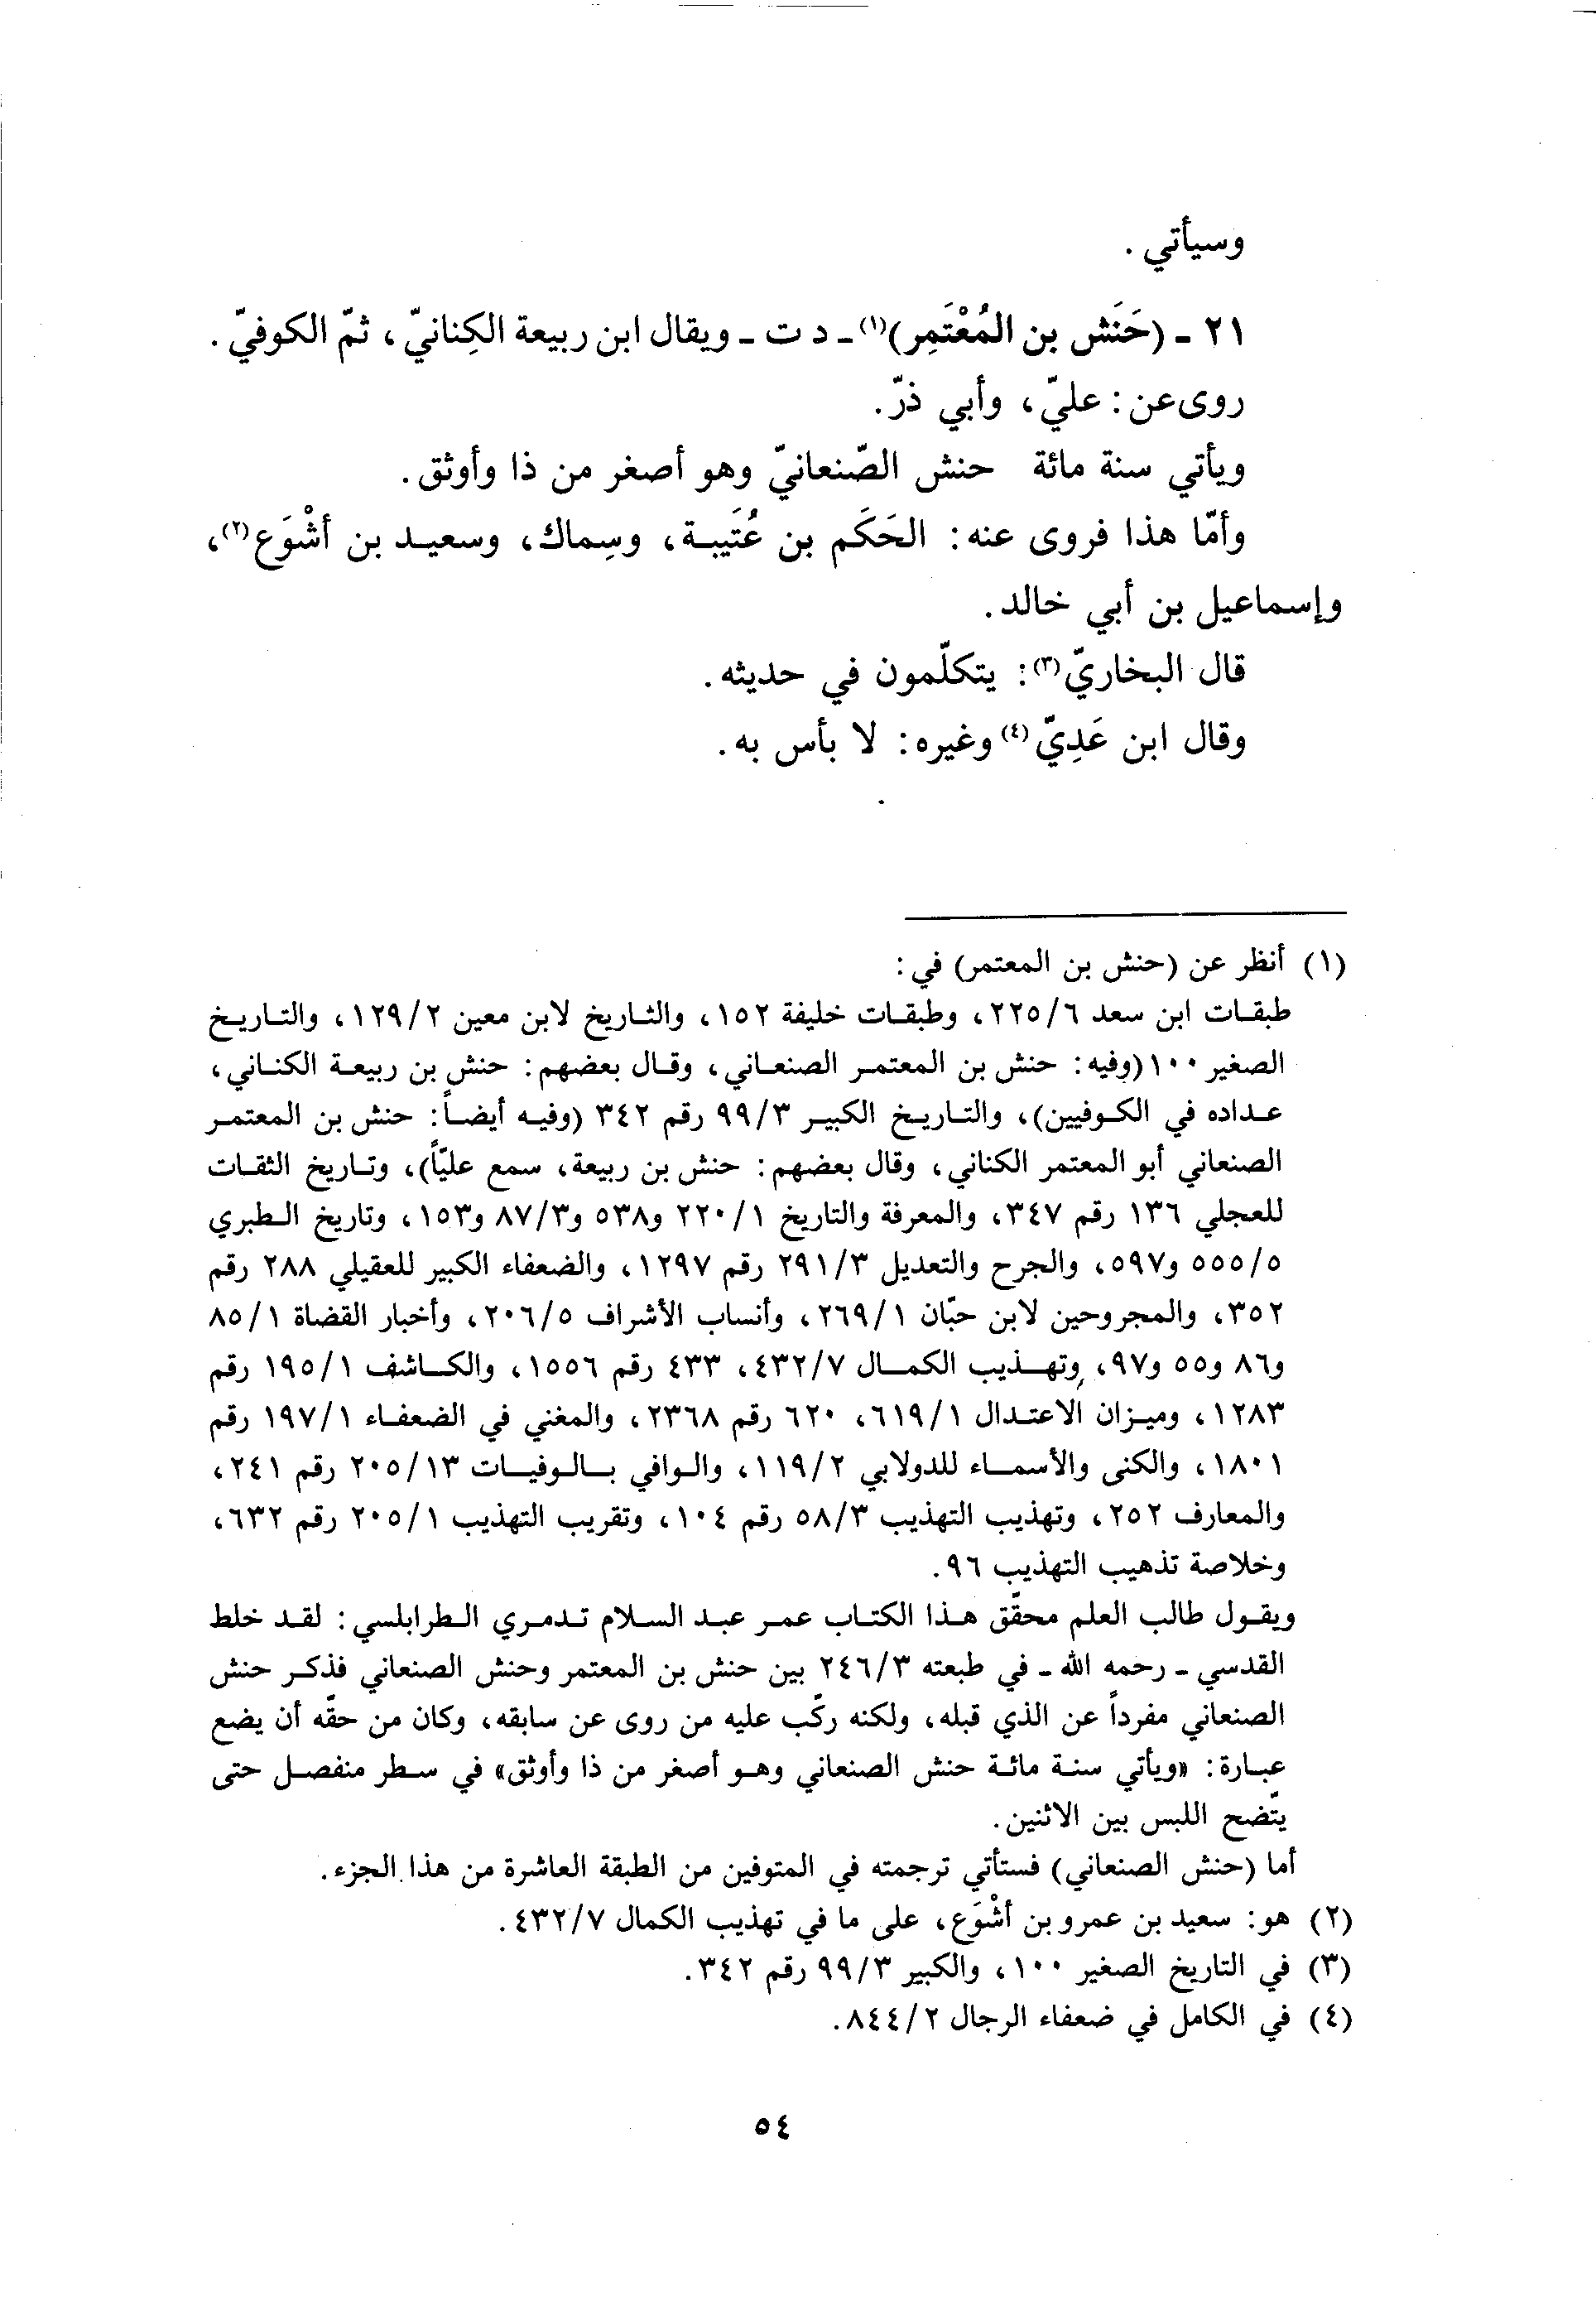 وسيأتي .
٢١ - (حَنَش بن المُعْتَمِر)(١) - د ت - ويقال ابن ربيعة الكِنانيّ، ثمّ الكوفيّ.
روى عن: عليّ، وأبي ذرّ.
ويأتي سنة مائة حنش الصّنعانيّ وهو أصغر من ذا وأوثق.
وأمّا هذا فروى عنه: الحَكَم بن عُتَيبة، وسِماك، وسعيد بن أشْوَع(٢)،
وإسماعيل بن أبي خالد.
قال البخاريّ(٣): يتكلّمون في حديثه.
وقال ابن عَدِيّ(٤) وغيره: لا بأس به.
(١) أنظر عن (حنش بن المعتمر) في:
طبقات ابن سعد ٢٢٥/٦، وطبقات خليفة ١٥٢، والتاريخ لابن معين ١٢٩/٢، والتاريخ
الصغير ١٠٠ (وفيه: حنش بن المعتمر الصنعاني، وقال بعضهم: حنش بن ربيعة الكناني،
عداده في الكوفيين)، والتاريخ الكبير ٩٩/٣ رقم ٣٤٢ (وفيه أيضاً: حنش بن المعتمر
الصنعاني أبو المعتمر الكناني، وقال بعضهم: حنش بن ربيعة، سمع عليّاً)، وتاريخ الثقات
للعجلي ١٣٦ رقم ٣٤٧، والمعرفة والتاريخ ٢٢٠/١ و٥٣٨ و٨٧/٣ و١٥٣، وتاريخ الطبري
٥٥٥/٥ و٥٩٧، والجرح والتعديل ٢٩١/٣ رقم ١٢٩٧، والضعفاء الكبير للعقيلي ٢٨٨ رقم
٣٥٢، والمجروحين لابن حبّان ٢٦٩/١، وأنساب الأشراف ٢٠٦/٥، وأخبار القضاة ٨٥/١
و٨٦ و٥٥ و٩٧، وتهذيب الكمال ٤٣٢/٧، ٤٣٣ رقم ١٥٥٦، والكاشف ١٩٥/١ رقم
١٢٨٣، وميزان الاعتدال ٦١٩/١، ٦٢٠ رقم ٢٣٦٨، والمغني في الضعفاء ١٩٧/١ رقم
١٨٠١، والكنى والأسماء للدولابي ١١٩/٢، والوافي بالوفيات ٢٠٥/١٣ رقم ٢٤١،
والمعارف ٢٥٢، وتهذيب التهذيب ٥٨/٣ رقم ١٠٤، وتقريب التهذيب ٢٠٥/١ رقم ٦٣٢،
وخلاصة تذهيب التهذيب ٩٦.
ويقول طالب العلم محقّق هذا الكتاب عمر عبد السلام تدمري الطرابلسي: لقد خلط
القدسي - رحمه الله - في طبعته ٢٤٦/٣ بين حنش بن المعتمر وحنش الصنعاني فذكر حنش
الصنعاني مفرداً عن الذي قبله، ولكنه ركّب عليه من روى عن سابقه، وكان من حقّه أن يضع
عبارة: «ويأتي سنة مائة حنش الصنعاني وهو أصغر من ذا وأوثق» في سطر منفصل حتى
يتّضح اللبس بين الاثنين.
أما (حنش الصنعاني) فستأتي ترجمته في المتوفين من الطبقة العاشرة من هذا الجزء.
(٢) هو: سعيد بن عمرو بن أشْوَع، على ما في تهذيب الكمال ٤٣٢/٧.
(٣) في التاريخ الصغير ١٠٠، والكبير ٩٩/٣ رقم ٣٤٢.
(٤) في الكامل في ضعفاء الرجال ٨٤٤/٢.
٥٤